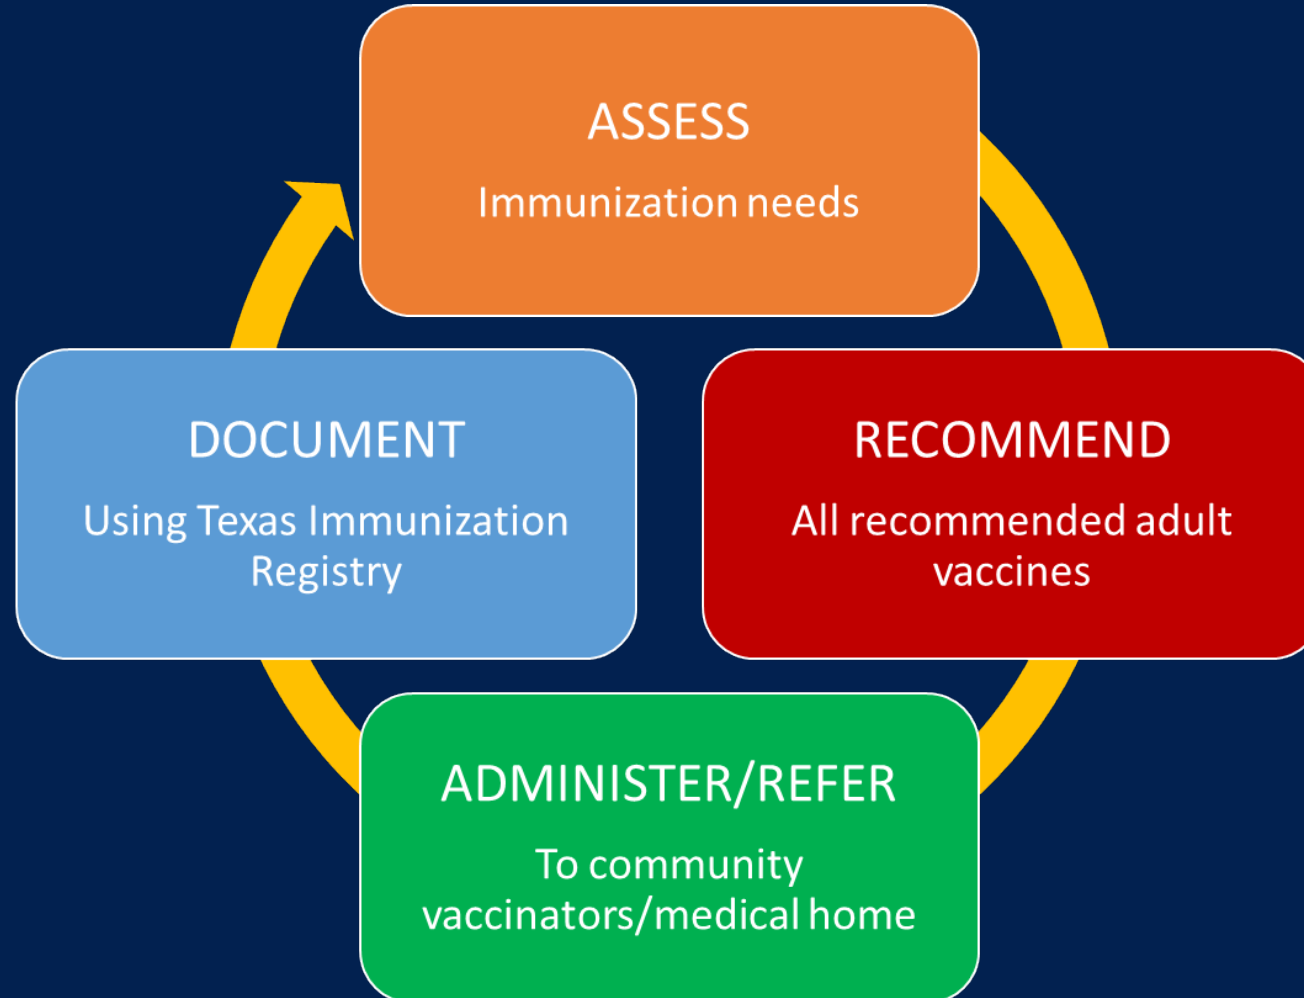 ASSESS
Immunization needs
RECOMMEND
All recommended adult
vaccines
ADMINISTER/REFER
To community
vaccinators/medical home
DOCUMENT
Using Texas Immunization
Registry